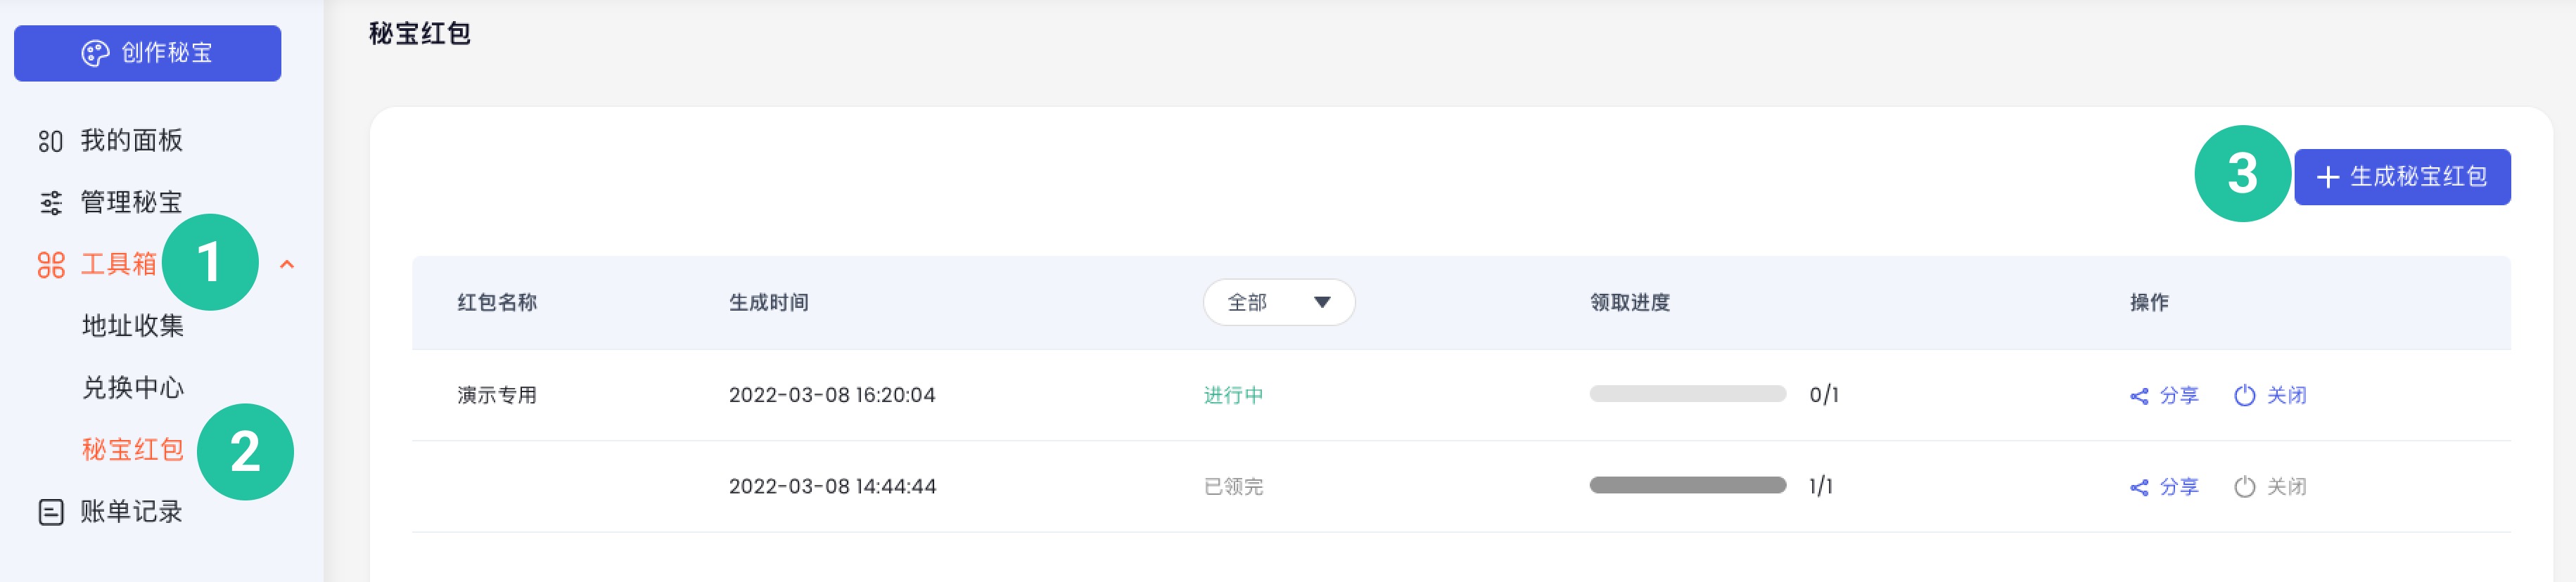 创作秘宝
我的面板
管理秘宝
工具箱 1
地址收集
兑换中心
秘宝红包 2
账单记录
秘宝红包
3 生成秘宝红包
红包名称 生成时间 全部 领取进度 操作
演示专用 2022-03-08 16:20:04 进行中 0/1 分享 关闭
2022-03-08 14:44:44 已领完 1/1 分享 关闭